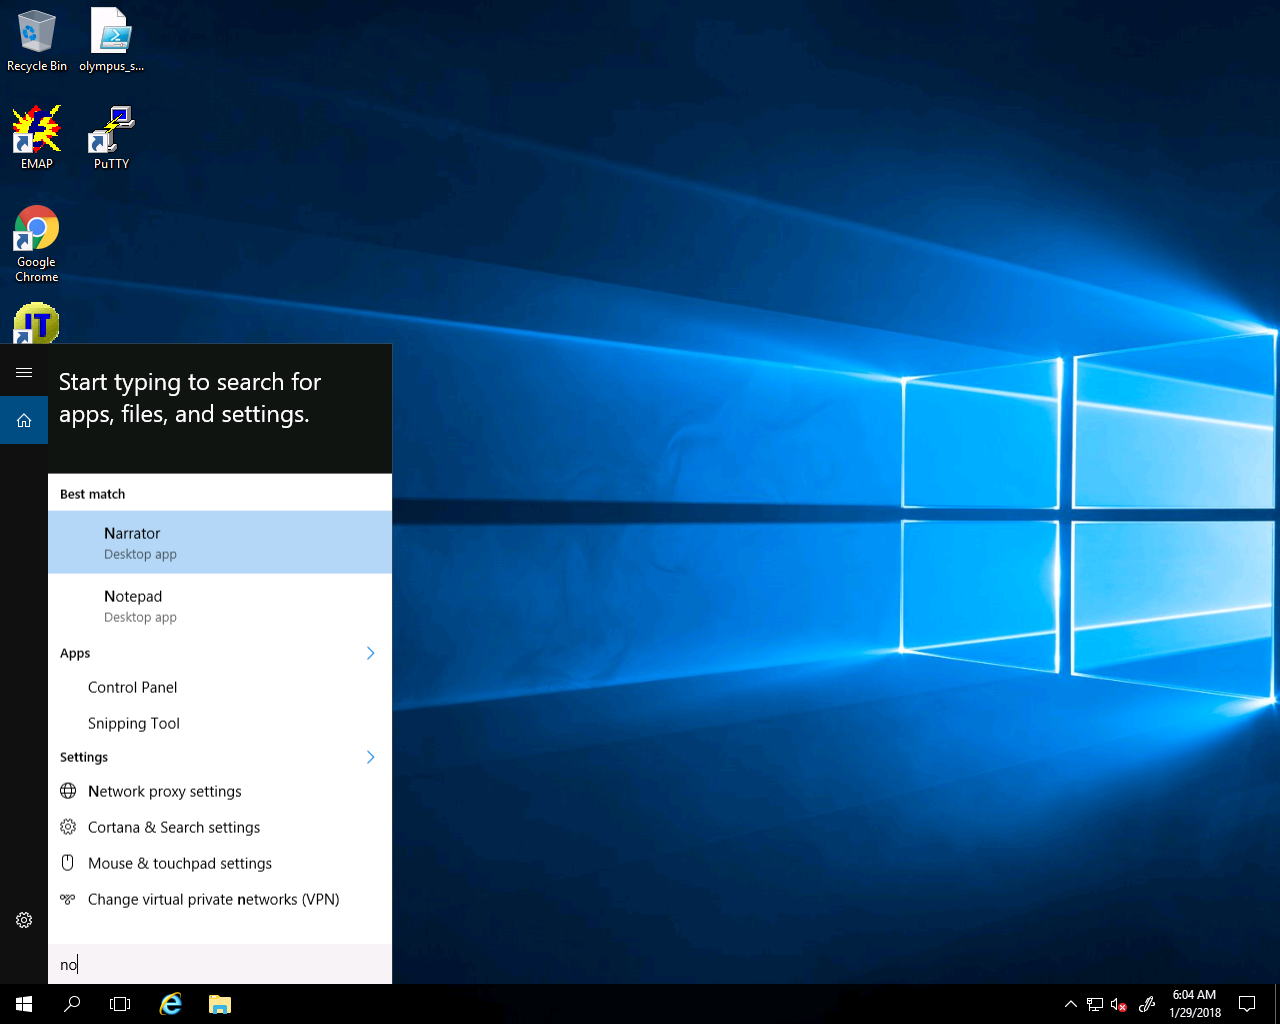 Recycle Bin
olympus_s...
EMAP
PuTTY
Google
Chrome
IT
Start typing to search for
apps, files, and settings.
Best match
Narrator
Desktop app
Notepad
Desktop app
Apps
Control Panel
Snipping Tool
Settings
Network proxy settings
Cortana & Search settings
Mouse & touchpad settings
Change virtual private networks (VPN)
no
6:04 AM
1/29/2018